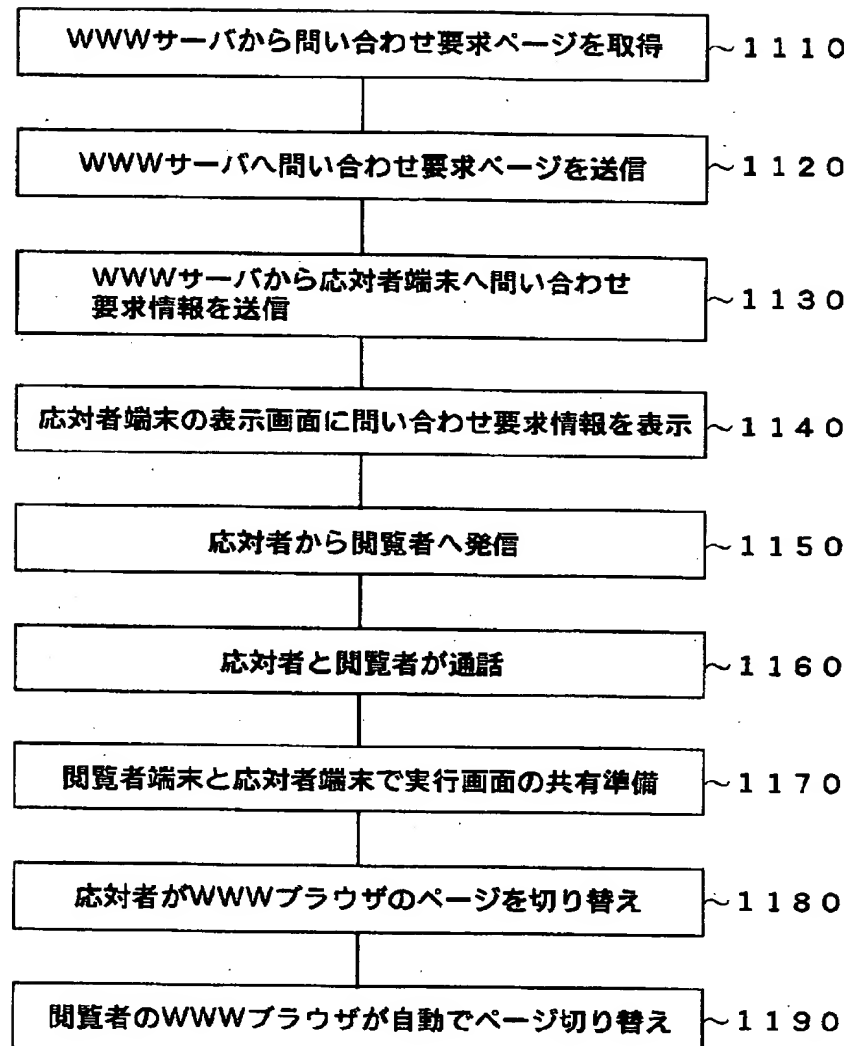 WWWサーバから問い合わせ要求ページを取得 ~1110
WWWサーバへ問い合わせ要求ページを送信 ~1120
WWWサーバから応対者端末へ問い合わせ
要求情報を送信 ~1130
応対者端末の表示画面に問い合わせ要求情報を表示 ~1140
応対者から閲覧者へ発信 ~1150
応対者と閲覧者が通話 ~1160
閲覧者端末と応対者端末で実行画面の共有準備 ~1170
応対者がWWWブラウザのページを切り替え ~1180
閲覧者のWWWブラウザが自動でページ切り替え ~1190